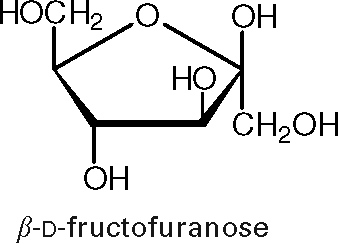 HOCH₂ O OH
HO
CH₂OH
OH
β-D-fructofuranose